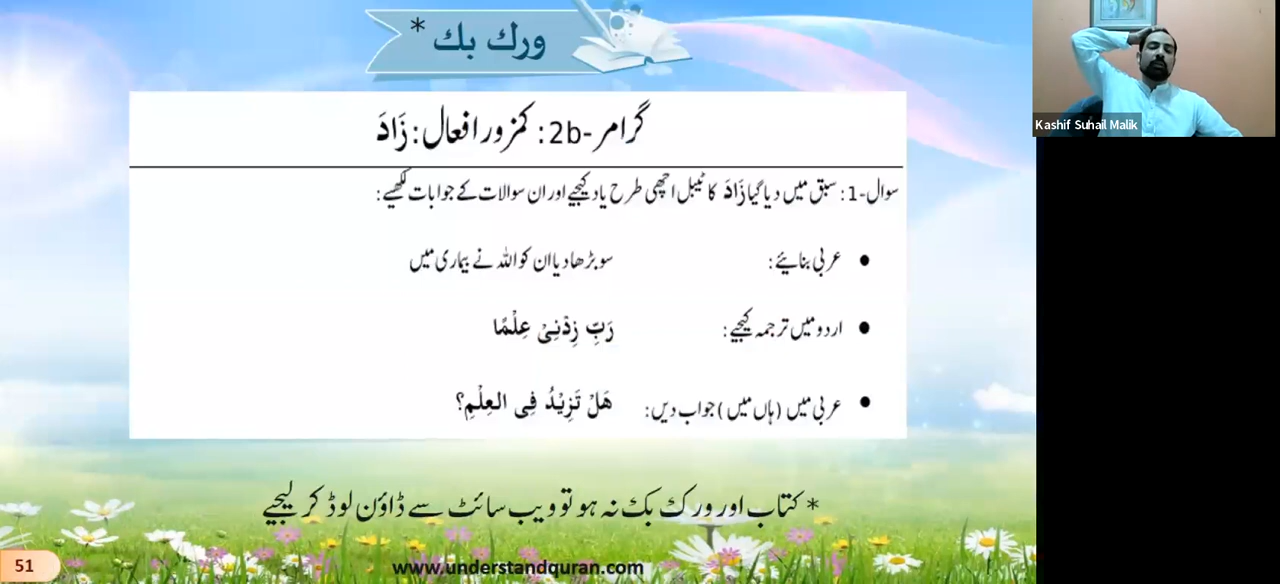 ورك بك *
گرامر -2b: کمزور افعال: زَادَ
سوال-1: سبق میں دیا گیا زَادَ کا ٹیبل اچھی طرح یاد کیجیے اور ان سوالات کے جوابات لکھیے:
• عربی بنایئے: سو بڑھا دیا ان کو اللہ نے بیماری میں
• اردو میں ترجمہ کیجیے: رَبِّ زِدْنِیْ عِلْمًا
• عربی میں (ہاں میں) جواب دیں: هَلْ تَزِيْدُ فِی الْعِلْمِ؟
* کتاب اور ورک بک نہ ہو تو ویب سائٹ سے ڈاؤن لوڈ کر لیجیے
www.understandquran.com
51
Kashif Suhail Malik